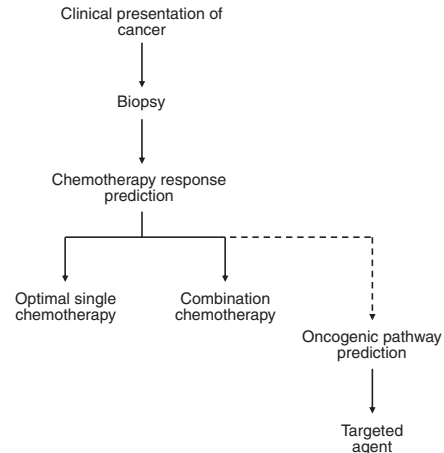 Clinical presentation of
cancer
Biopsy
Chemotherapy response
prediction
Optimal single
chemotherapy
Combination
chemotherapy
Oncogenic pathway
prediction
Targeted
agent